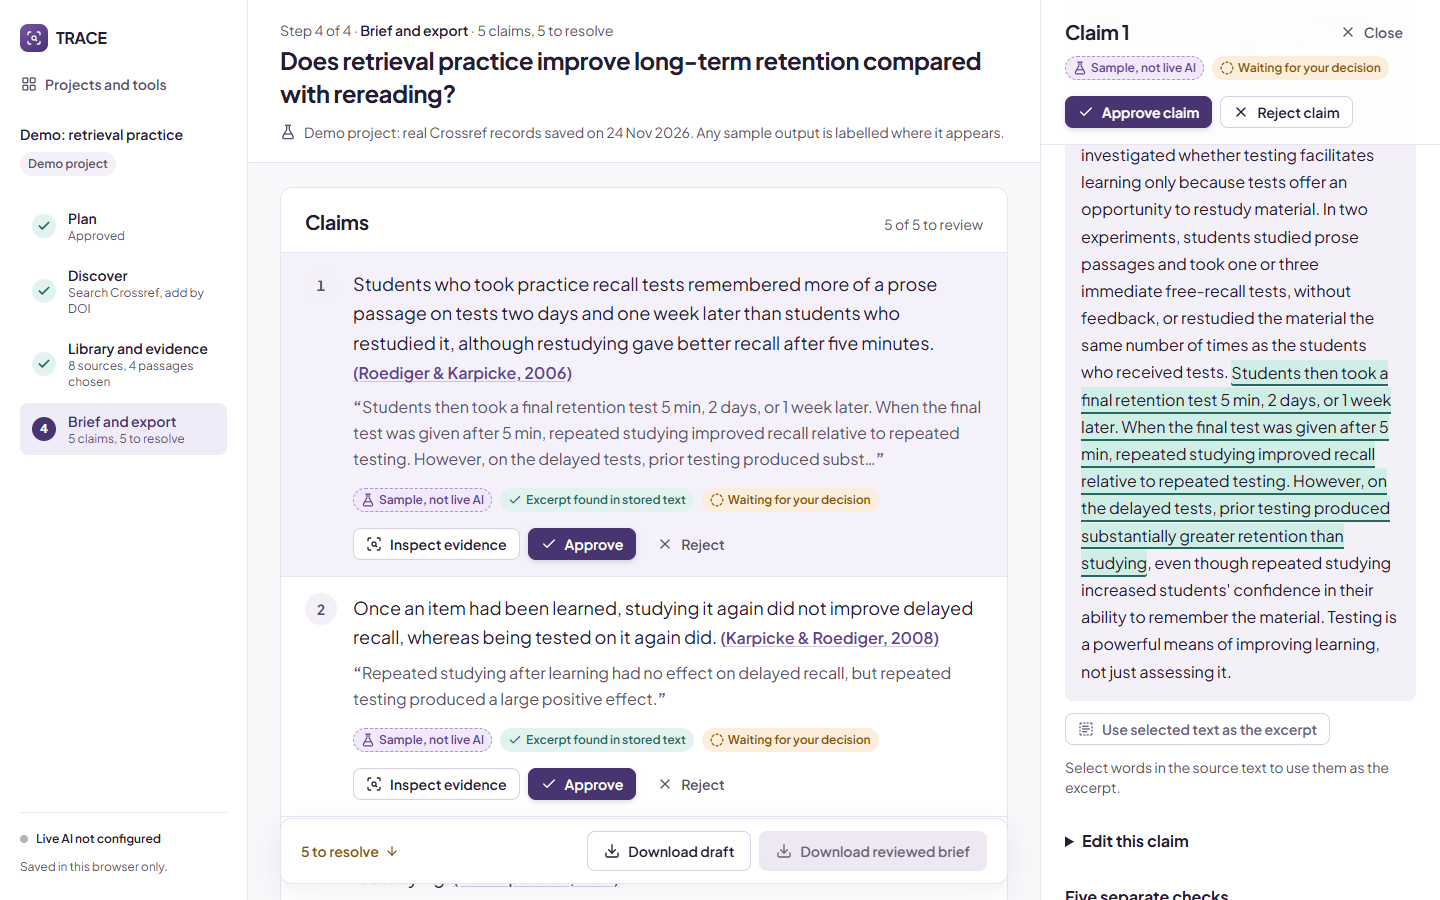 TRACE
Projects and tools
Demo: retrieval practice
Demo project
Plan
Approved
Discover
Search Crossref, add by
DOI
Library and evidence
8 sources, 4 passages
chosen
4
Brief and export
5 claims, 5 to resolve
Live AI not configured
Saved in this browser only.
Step 4 of 4 · Brief and export · 5 claims, 5 to resolve
Does retrieval practice improve long-term retention compared
with rereading?
Demo project: real Crossref records saved on 24 Nov 2026. Any sample output is labelled where it appears.
Claims
5 of 5 to review
1
Students who took practice recall tests remembered more of a prose
passage on tests two days and one week later than students who
restudied it, although restudying gave better recall after five minutes.
(Roediger & Karpicke, 2006)
“Students then took a final retention test 5 min, 2 days, or 1 week later. When the final
test was given after 5 min, repeated studying improved recall relative to repeated
testing. However, on the delayed tests, prior testing produced subst…”
Sample, not live AI
Excerpt found in stored text
Waiting for your decision
Inspect evidence
Approve
Reject
2
Once an item had been learned, studying it again did not improve delayed
recall, whereas being tested on it again did. (Karpicke & Roediger, 2008)
“Repeated studying after learning had no effect on delayed recall, but repeated
testing produced a large positive effect.”
Sample, not live AI
Excerpt found in stored text
Waiting for your decision
Inspect evidence
Approve
Reject
5 to resolve
Download draft
Download reviewed brief
Claim 1
Close
Sample, not live AI
Waiting for your decision
Approve claim
Reject claim
investigated whether testing facilitates
learning only because tests offer an
opportunity to restudy material. In two
experiments, students studied prose
passages and took one or three
immediate free-recall tests, without
feedback, or restudied the material the
same number of times as the students
who received tests. Students then took a
final retention test 5 min, 2 days, or 1 week
later. When the final test was given after 5
min, repeated studying improved recall
relative to repeated testing. However, on
the delayed tests, prior testing produced
substantially greater retention than
studying, even though repeated studying
increased students' confidence in their
ability to remember the material. Testing is
a powerful means of improving learning,
not just assessing it.
Use selected text as the excerpt
Select words in the source text to use them as the
excerpt.
Edit this claim
Five separate checks